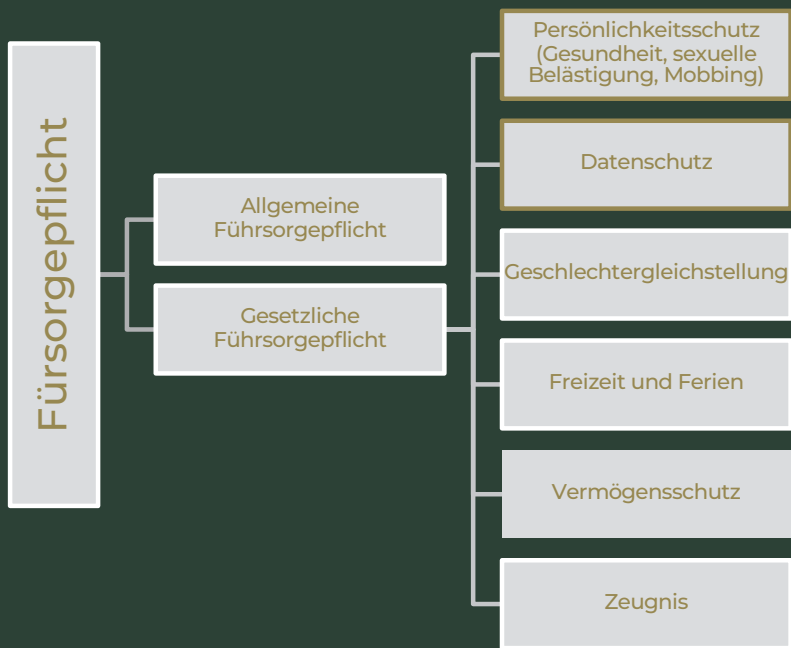 Fürsorgepflicht
Allgemeine
Führsorgepflicht
Gesetzliche
Führsorgepflicht
Persönlichkeitsschutz
(Gesundheit, sexuelle
Belästigung, Mobbing)
Datenschutz
Geschlechtergleichstellung
Freizeit und Ferien
Vermögensschutz
Zeugnis